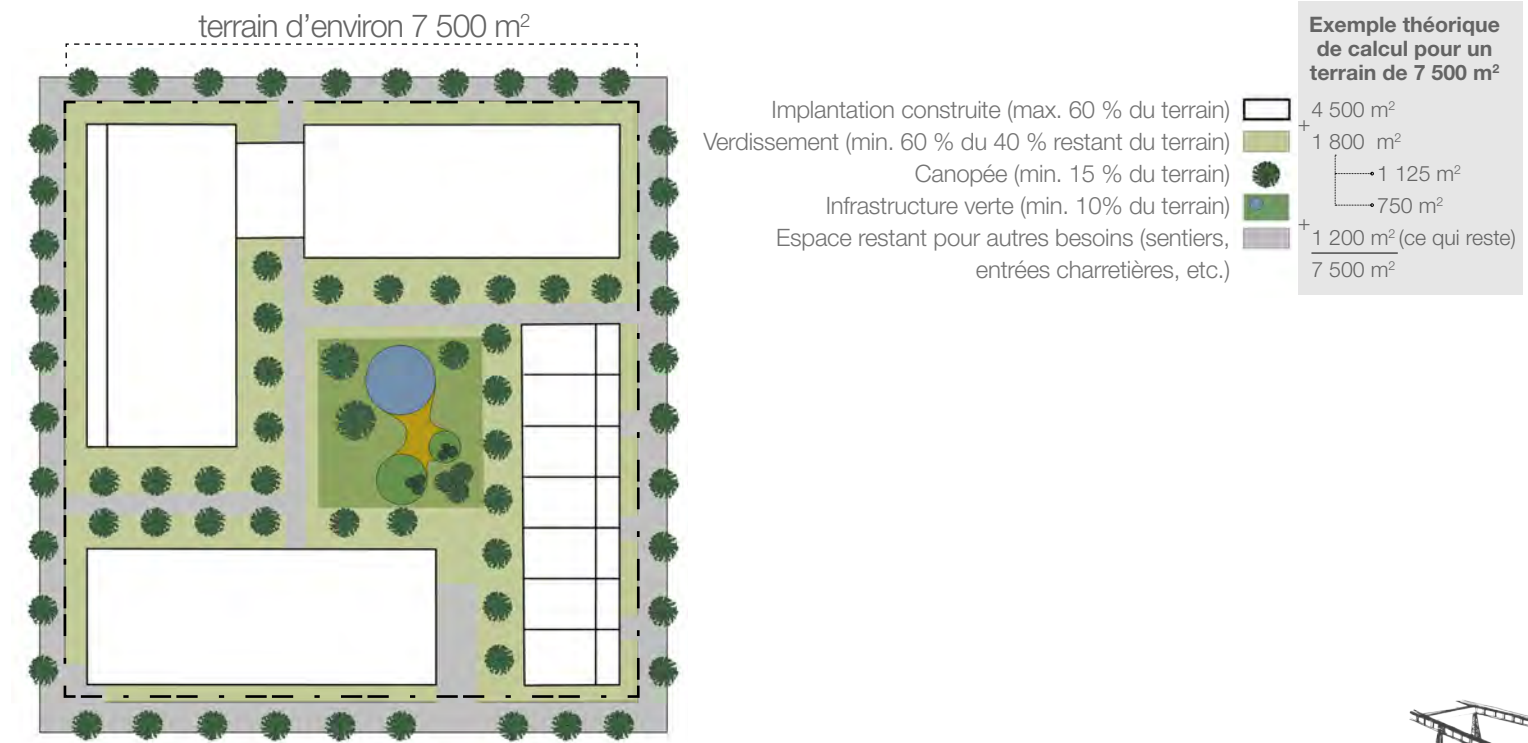 terrain d'environ 7 500 m²
Exemple théorique
de calcul pour un
terrain de 7 500 m²
Implantation construite (max. 60 % du terrain) 4 500 m²
+
Verdissement (min. 60 % du 40 % restant du terrain) 1 800 m²
Canopée (min. 15 % du terrain) 1 125 m²
Infrastructure verte (min. 10% du terrain) 750 m²
+
Espace restant pour autres besoins (sentiers, 1 200 m² (ce qui reste)
entrées charretières, etc.) 7 500 m²